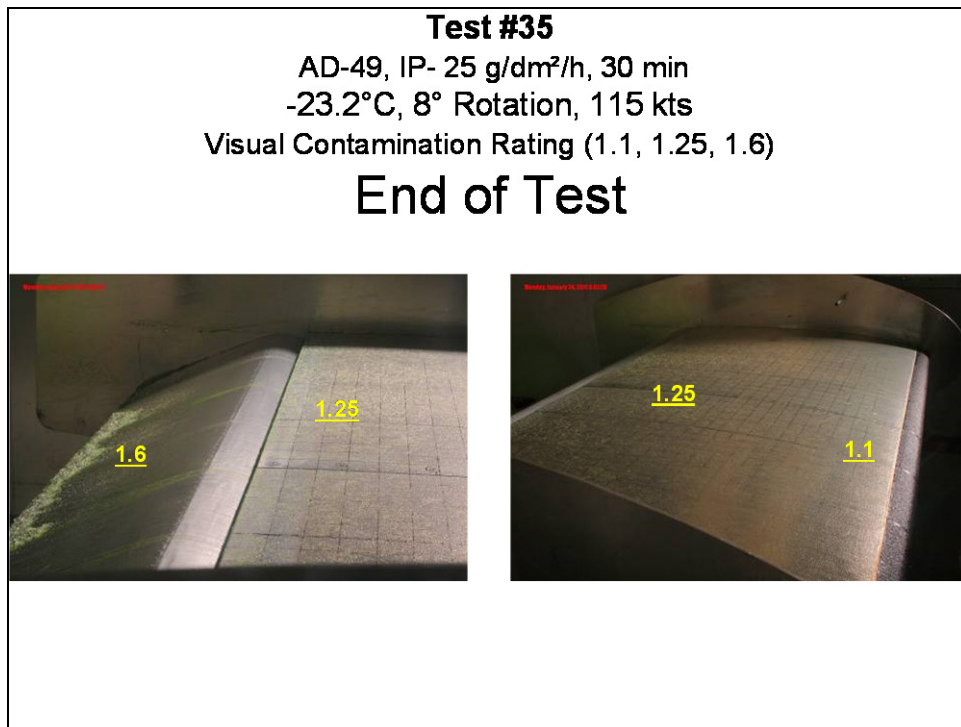 Test #35
AD-49, IP- 25 g/dm²/h, 30 min
-23.2°C, 8° Rotation, 115 kts
Visual Contamination Rating (1.1, 1.25, 1.6)
End of Test
1.6
1.25
1.25
1.1